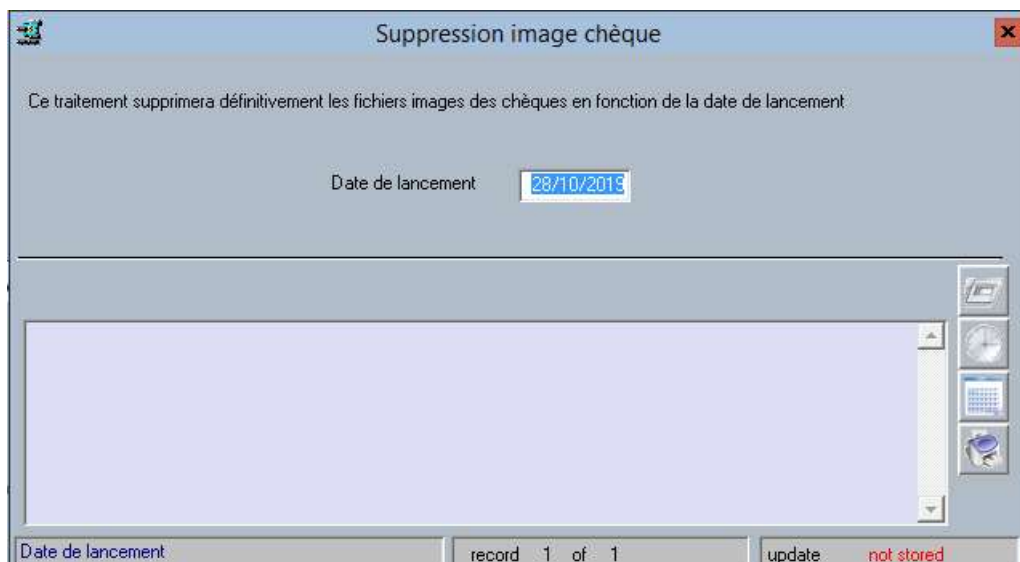 Suppression image chèque
Ce traitement supprimera définitivement les fichiers images des chèques en fonction de la date de lancement
Date de lancement 28/10/2019
Date de lancement record 1 of 1 update not stored